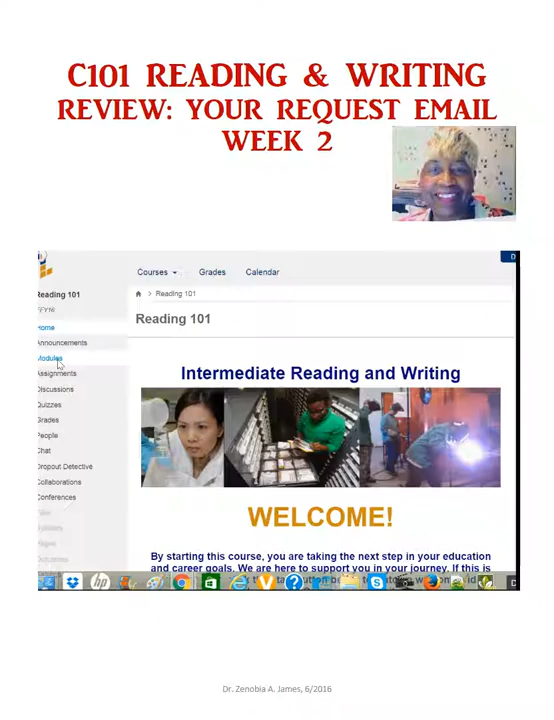 C101 READING & WRITING
REVIEW: YOUR REQUEST EMAIL
WEEK 2
Courses
Grades
Calendar
Reading 101
> Reading 101
Home
Reading 101
Announcements
Modules
Assignments
Intermediate Reading and Writing
Discussions
Quizzes
Grades
People
Chat
Dropout Detective
Collaborations
Conferences
WELCOME!
By starting this course, you are taking the next step in your education
and career goals. We are here to support you in your journey. If this is
Dr. Zenobia A. James, 6/2016